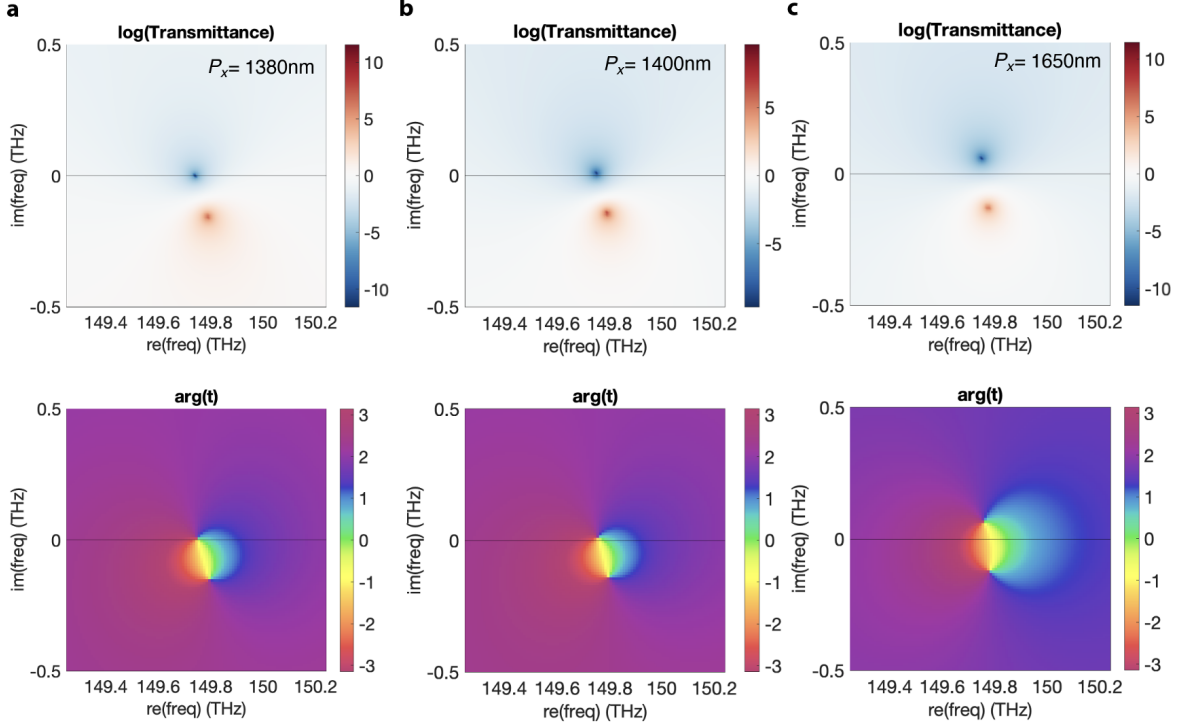 a
log(Transmittance)
P_x= 1380nm
0.5
0
-0.5
im(freq) (THz)
149.4 149.6 149.8 150 150.2
re(freq) (THz)
10
5
0
-5
-10
b
log(Transmittance)
P_x= 1400nm
0.5
0
-0.5
im(freq) (THz)
149.4 149.6 149.8 150 150.2
re(freq) (THz)
5
0
-5
c
log(Transmittance)
P_x= 1650nm
0.5
0
-0.5
im(freq) (THz)
149.4 149.6 149.8 150 150.2
re(freq) (THz)
10
5
0
-5
-10
arg(t)
0.5
0
-0.5
im(freq) (THz)
149.4 149.6 149.8 150 150.2
re(freq) (THz)
3
2
1
0
-1
-2
-3
arg(t)
0.5
0
-0.5
im(freq) (THz)
149.4 149.6 149.8 150 150.2
re(freq) (THz)
3
2
1
0
-1
-2
-3
arg(t)
0.5
0
-0.5
im(freq) (THz)
149.4 149.6 149.8 150 150.2
re(freq) (THz)
3
2
1
0
-1
-2
-3